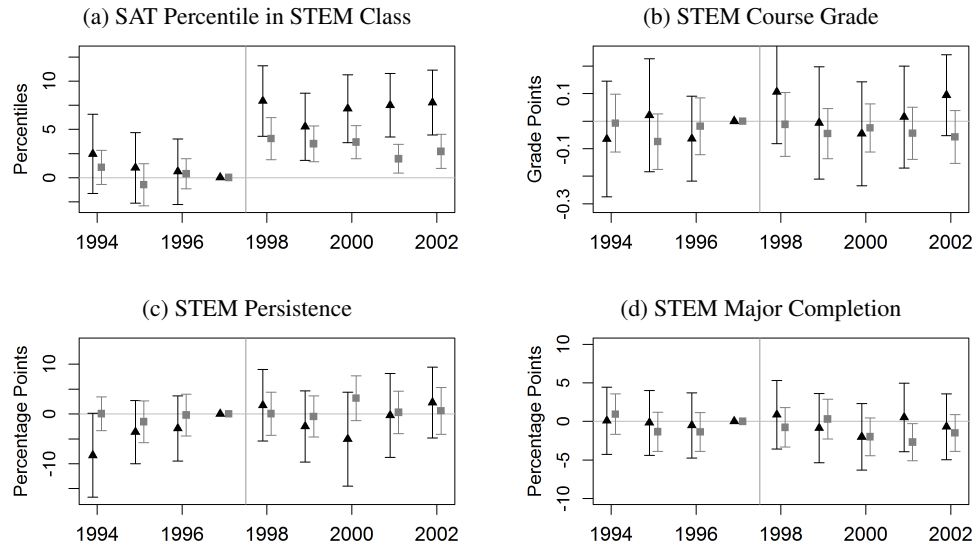 (a) SAT Percentile in STEM Class
Percentiles
10
5
0
1994 1996 1998 2000 2002
(b) STEM Course Grade
Grade Points
0.1
-0.1
-0.3
1994 1996 1998 2000 2002
(c) STEM Persistence
Percentage Points
10
0
-10
1994 1996 1998 2000 2002
(d) STEM Major Completion
Percentage Points
10
5
0
-5
-10
1994 1996 1998 2000 2002